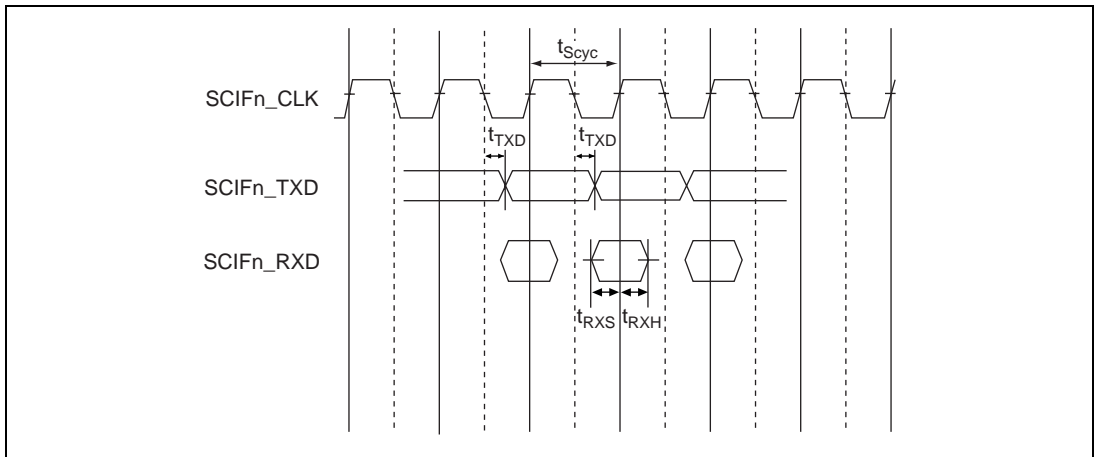 tScyc
SCIFn_CLK
tTXD tTXD
SCIFn_TXD
SCIFn_RXD
tRXS tRXH